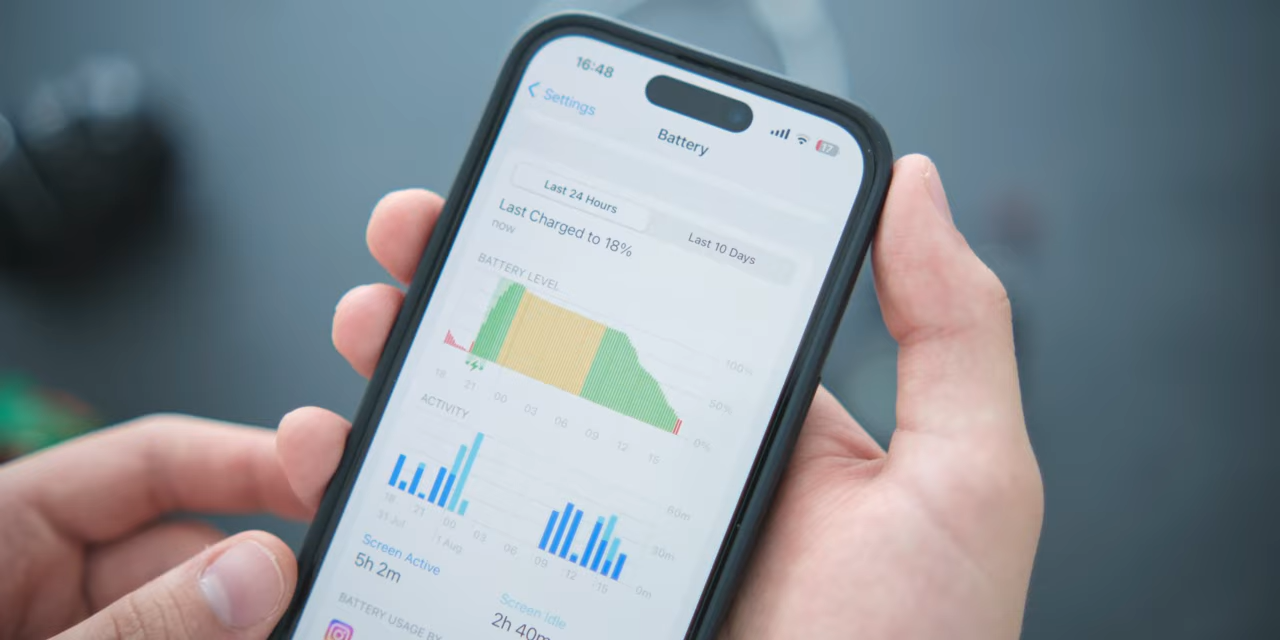 16:48
Settings
17
Battery
Last 24 Hours
Last 10 Days
Last Charged to 18%
now
BATTERY LEVEL
100%
50%
0%
18 21 00 03 06 09 12 15
ACTIVITY
60m
30m
0m
18 21 00 03 06 09 12 15
31 Jul 1 Aug
Screen Active
5h 2m
Screen Idle
2h 40m
BATTERY USAGE BY